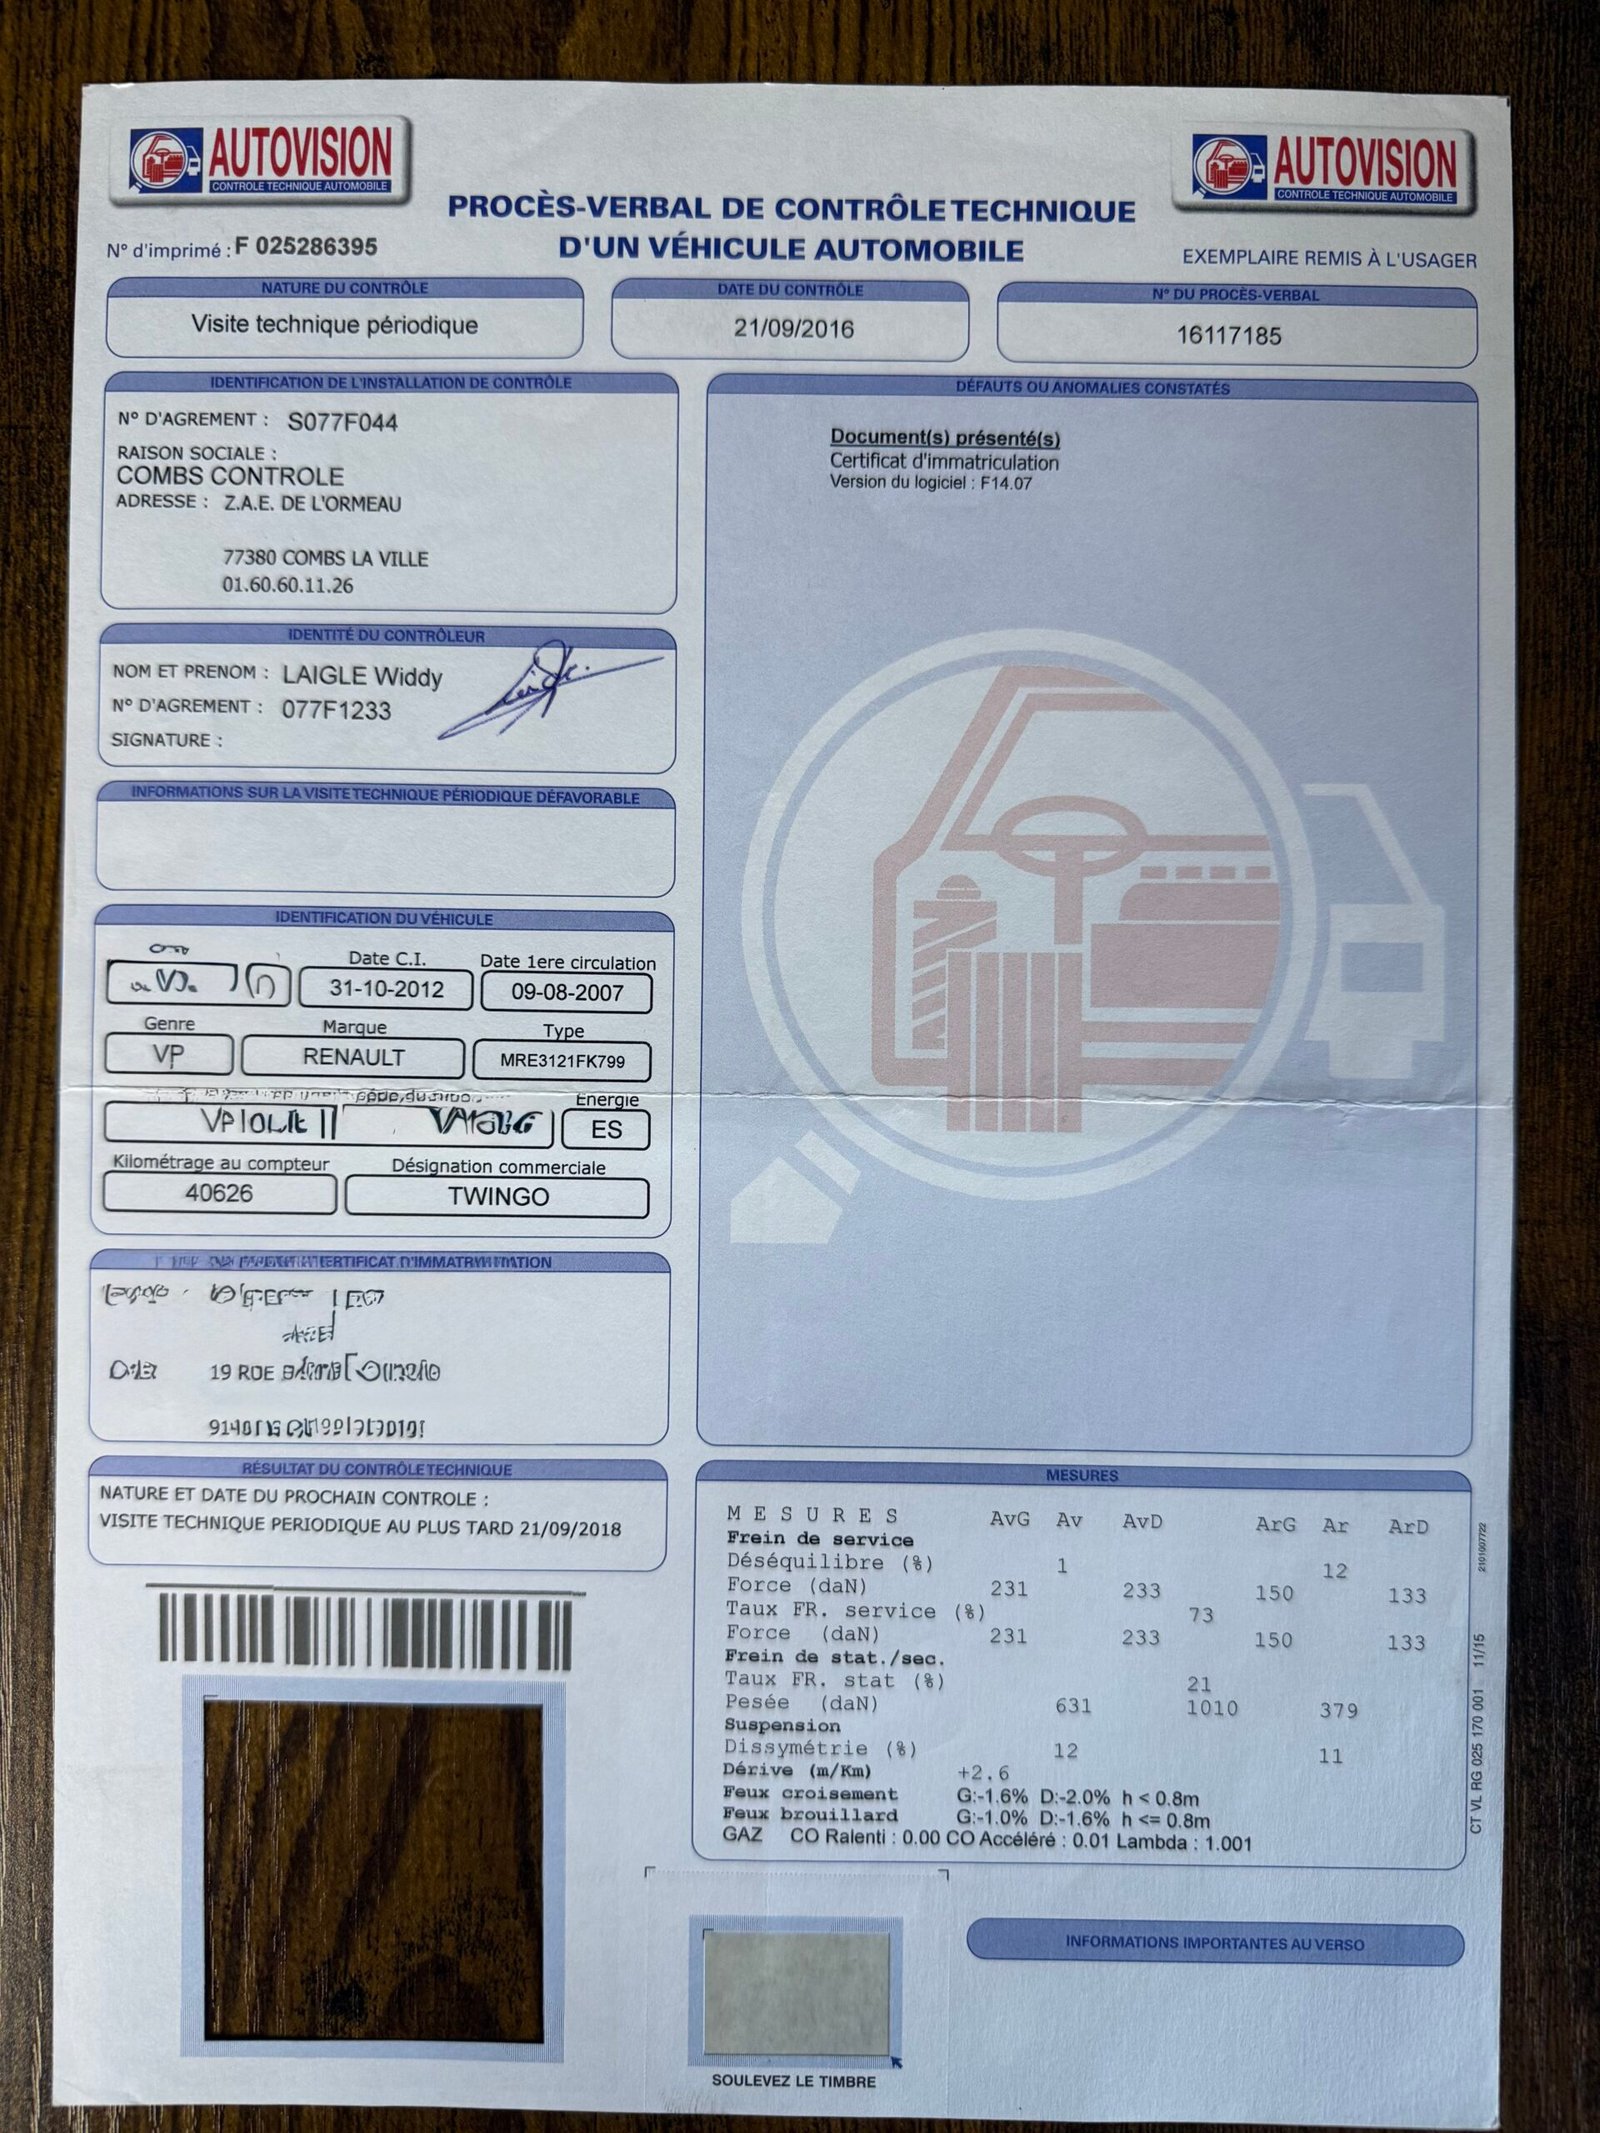 AUTOVISION
CONTROLE TECHNIQUE AUTOMOBILE
AUTOVISION
CONTROLE TECHNIQUE AUTOMOBILE
PROCÈS-VERBAL DE CONTRÔLE TECHNIQUE
D'UN VÉHICULE AUTOMOBILE
N° d'imprimé : F 025286395
EXEMPLAIRE REMIS À L'USAGER
NATURE DU CONTRÔLE
Visite technique périodique
DATE DU CONTRÔLE
21/09/2016
N° DU PROCÈS-VERBAL
16117185
IDENTIFICATION DE L'INSTALLATION DE CONTRÔLE
N° D'AGREMENT : S077F044
RAISON SOCIALE :
COMBS CONTROLE
ADRESSE : Z.A.E. DE L'ORMEAU
77380 COMBS LA VILLE
01.60.60.11.26
IDENTITÉ DU CONTRÔLEUR
NOM ET PRENOM : LAIGLE Widdy
N° D'AGREMENT : 077F1233
SIGNATURE :
INFORMATIONS SUR LA VISITE TECHNIQUE PÉRIODIQUE DÉFAVORABLE
IDENTIFICATION DU VÉHICULE
Date C.I. Date 1ere circulation
31-10-2012 09-08-2007
Genre Marque Type
VP RENAULT MRE3121FK799
Energie
ES
Kilométrage au compteur Désignation commerciale
40626 TWINGO
19 RUE
RÉSULTAT DU CONTRÔLE TECHNIQUE
NATURE ET DATE DU PROCHAIN CONTROLE :
VISITE TECHNIQUE PERIODIQUE AU PLUS TARD 21/09/2018
DÉFAUTS OU ANOMALIES CONSTATÉS
Document(s) présenté(s)
Certificat d'immatriculation
Version du logiciel : F14.07
MESURES
M E S U R E S AvG Av AvD ArG Ar ArD
Frein de service
Déséquilibre (%) 1 12
Force (daN) 231 233 150 133
Taux FR. service (%) 73
Force (daN) 231 233 150 133
Frein de stat./sec.
Taux FR. stat (%) 21
Pesée (daN) 631 1010 379
Suspension
Dissymétrie (%) 12 11
Dérive (m/Km) +2.6
Feux croisement G:-1.6% D:-2.0% h < 0.8m
Feux brouillard G:-1.0% D:-1.6% h <= 0.8m
GAZ CO Ralenti : 0.00 CO Accéléré : 0.01 Lambda : 1.001
CT VL RG 025 170 001 11/15 2101007722
INFORMATIONS IMPORTANTES AU VERSO
SOULEVEZ LE TIMBRE